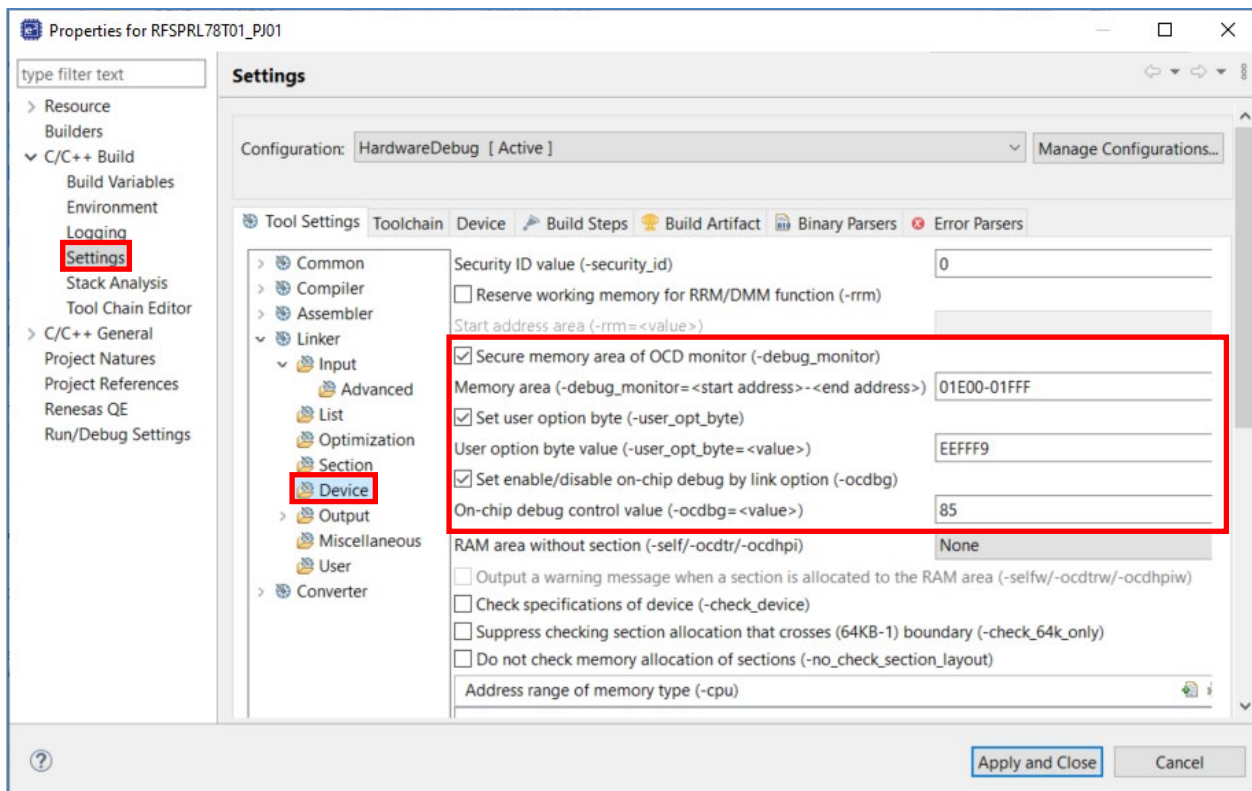 Properties for RFSPRL78T01_PJ01
type filter text
Resource
Builders
C/C++ Build
Build Variables
Environment
Logging
Settings
Stack Analysis
Tool Chain Editor
C/C++ General
Project Natures
Project References
Renesas QE
Run/Debug Settings
Settings
Configuration: HardwareDebug [ Active ] Manage Configurations...
Tool Settings Toolchain Device Build Steps Build Artifact Binary Parsers Error Parsers
Common
Compiler
Assembler
Linker
Input
Advanced
List
Optimization
Section
Device
Output
Miscellaneous
User
Converter
Security ID value (-security_id) 0
Reserve working memory for RRM/DMM function (-rrm)
Start address area (-rrm=<value>)
Secure memory area of OCD monitor (-debug_monitor)
Memory area (-debug_monitor=<start address>-<end address>) 01E00-01FFF
Set user option byte (-user_opt_byte)
User option byte value (-user_opt_byte=<value>) EEFFF9
Set enable/disable on-chip debug by link option (-ocdbg)
On-chip debug control value (-ocdbg=<value>) 85
RAM area without section (-self/-ocdtr/-ocdhpi) None
Output a warning message when a section is allocated to the RAM area (-selfw/-ocdtrw/-ocdhpiw)
Check specifications of device (-check_device)
Suppress checking section allocation that crosses (64KB-1) boundary (-check_64k_only)
Do not check memory allocation of sections (-no_check_section_layout)
Address range of memory type (-cpu)
Apply and Close Cancel